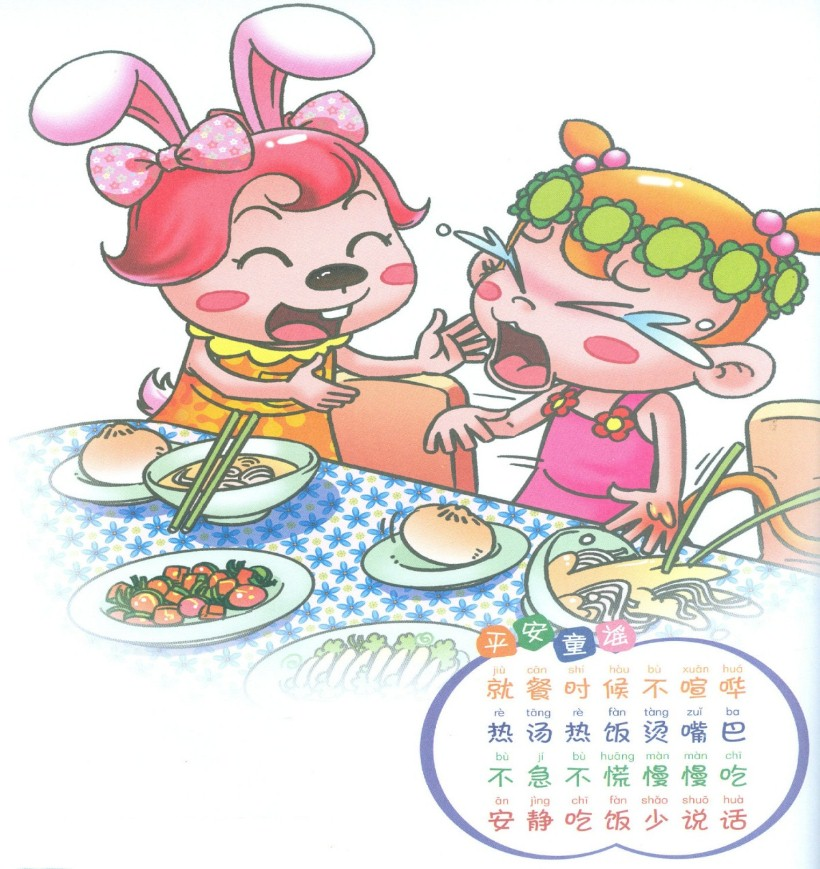 平安童谣
jiù cān shí hòu bù xuān huá
就餐时候不喧哗
rè tāng rè fàn tàng zuǐ ba
热汤热饭烫嘴巴
bù jí bù huāng màn màn chī
不急不慌慢慢吃
ān jìng chī fàn shǎo shuō huà
安静吃饭少说话